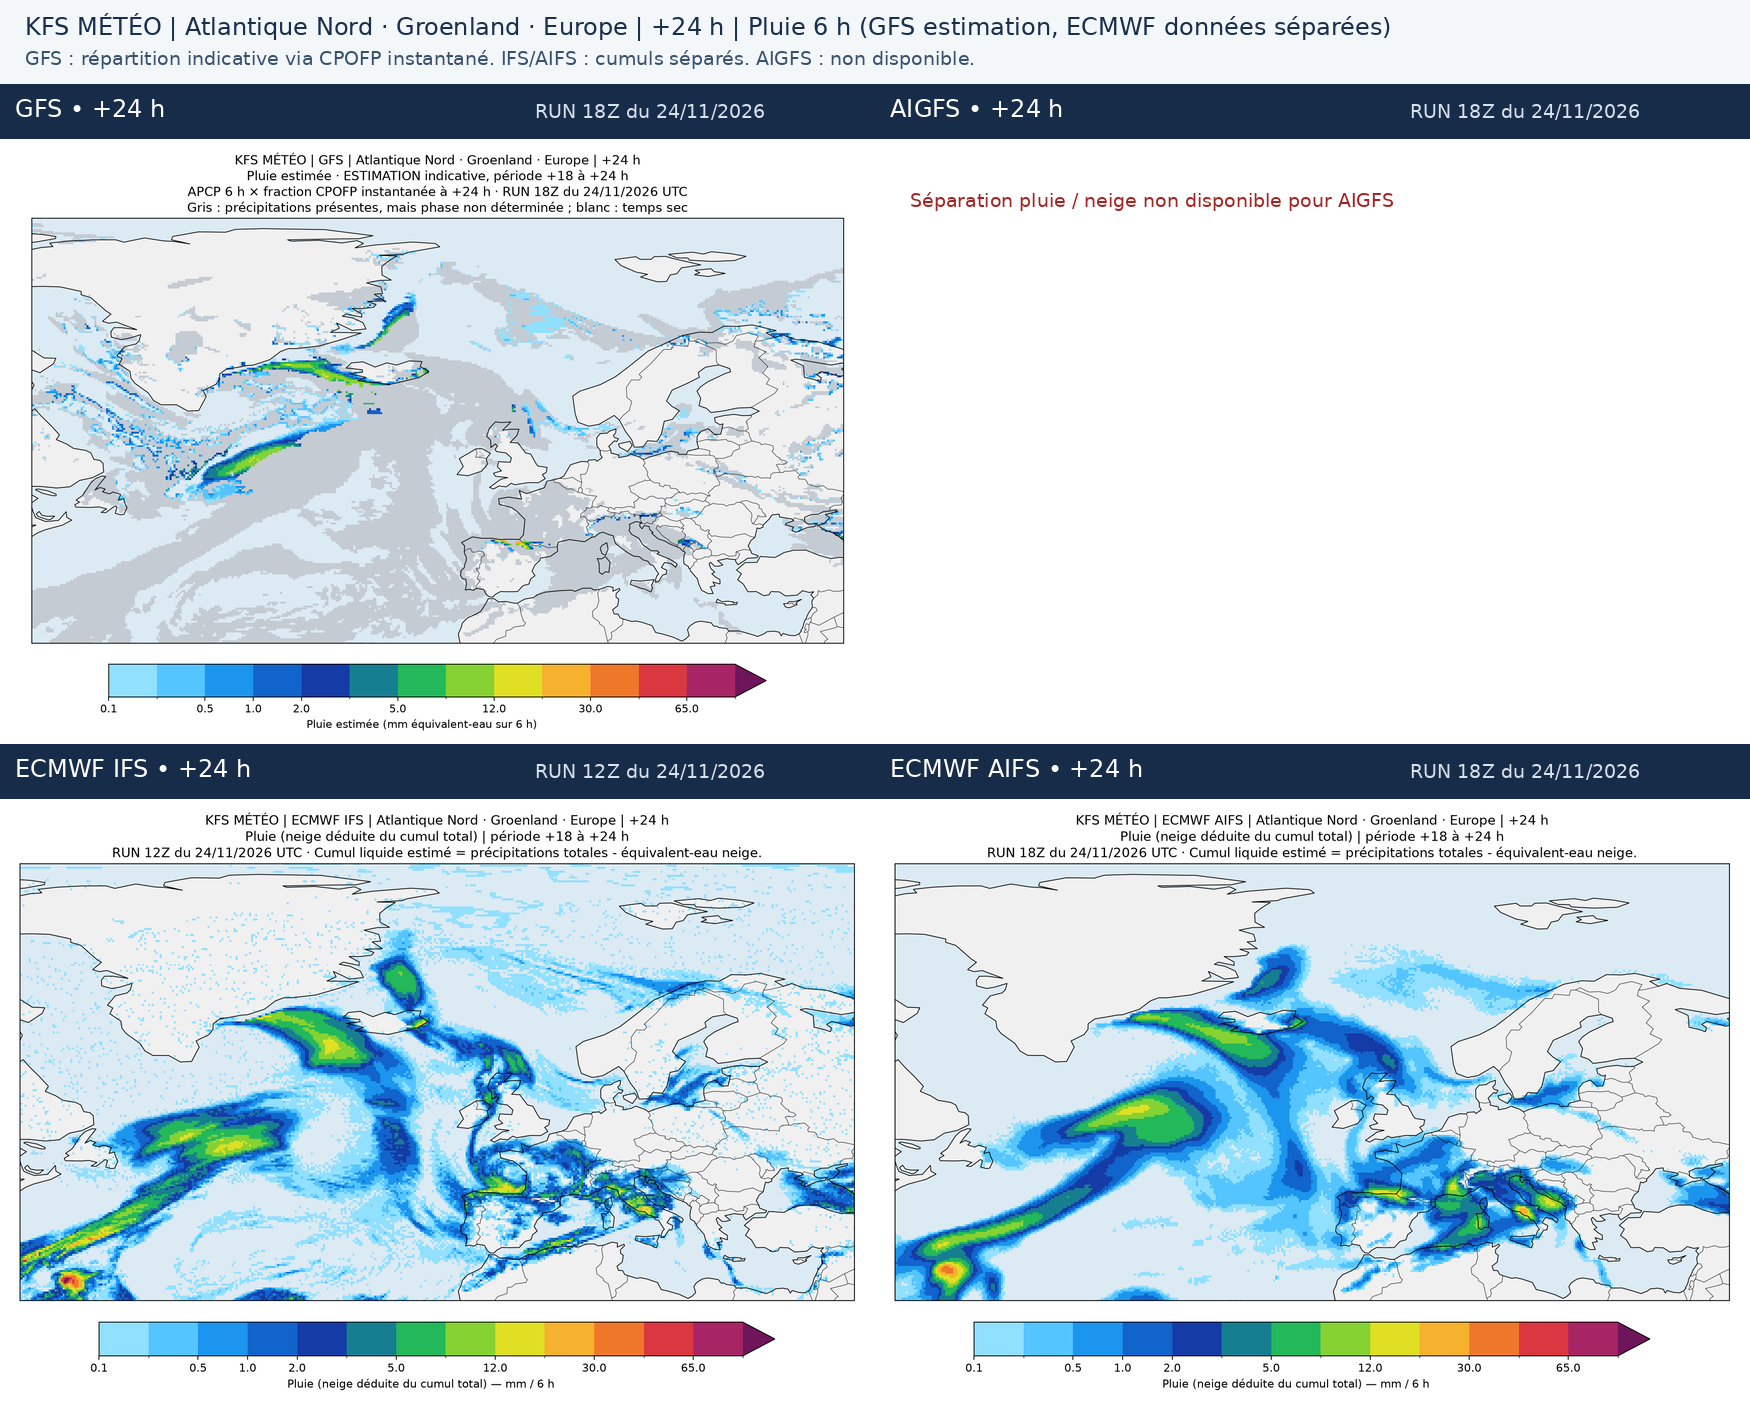 KFS MÉTÉO | Atlantique Nord · Groenland · Europe | +24 h | Pluie 6 h (GFS estimation, ECMWF données séparées)
GFS : répartition indicative via CPOFP instantané. IFS/AIFS : cumuls séparés. AIGFS : non disponible.
GFS • +24 h
RUN 18Z du 24/11/2026
KFS MÉTÉO | GFS | Atlantique Nord · Groenland · Europe | +24 h
Pluie estimée · ESTIMATION indicative, période +18 à +24 h
APCP 6 h × fraction CPOFP instantanée à +24 h · RUN 18Z du 24/11/2026 UTC
Gris : précipitations présentes, mais phase non déterminée ; blanc : temps sec
0.1 0.5 1.0 2.0 5.0 12.0 30.0 65.0
Pluie estimée (mm équivalent-eau sur 6 h)
AIGFS • +24 h
RUN 18Z du 24/11/2026
Séparation pluie / neige non disponible pour AIGFS
ECMWF IFS • +24 h
RUN 12Z du 24/11/2026
KFS MÉTÉO | ECMWF IFS | Atlantique Nord · Groenland · Europe | +24 h
Pluie (neige déduite du cumul total) | période +18 à +24 h
RUN 12Z du 24/11/2026 UTC · Cumul liquide estimé = précipitations totales - équivalent-eau neige.
0.1 0.5 1.0 2.0 5.0 12.0 30.0 65.0
Pluie (neige déduite du cumul total) — mm / 6 h
ECMWF AIFS • +24 h
RUN 18Z du 24/11/2026
KFS MÉTÉO | ECMWF AIFS | Atlantique Nord · Groenland · Europe | +24 h
Pluie (neige déduite du cumul total) | période +18 à +24 h
RUN 18Z du 24/11/2026 UTC · Cumul liquide estimé = précipitations totales - équivalent-eau neige.
0.1 0.5 1.0 2.0 5.0 12.0 30.0 65.0
Pluie (neige déduite du cumul total) — mm / 6 h